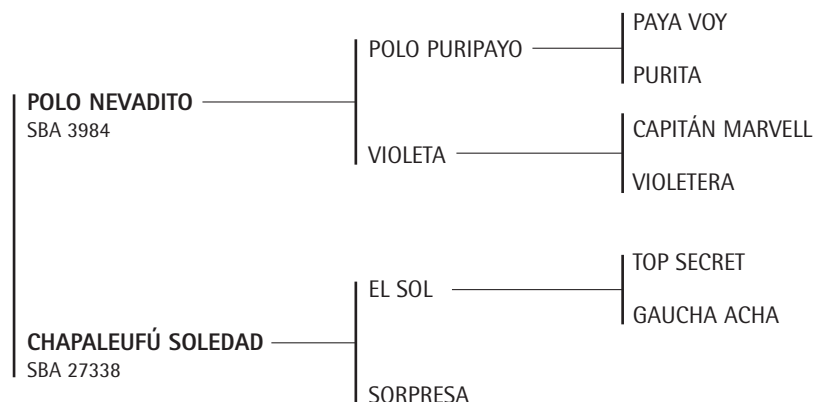 PAYA VOY
POLO PURIPAYO
PURITA
POLO NEVADITO
SBA 3984
CAPITÁN MARVELL
VIOLETA
VIOLETERA
TOP SECRET
EL SOL
GAUCHA ACHA
CHAPALEUFÚ SOLEDAD
SBA 27338
SORPRESA